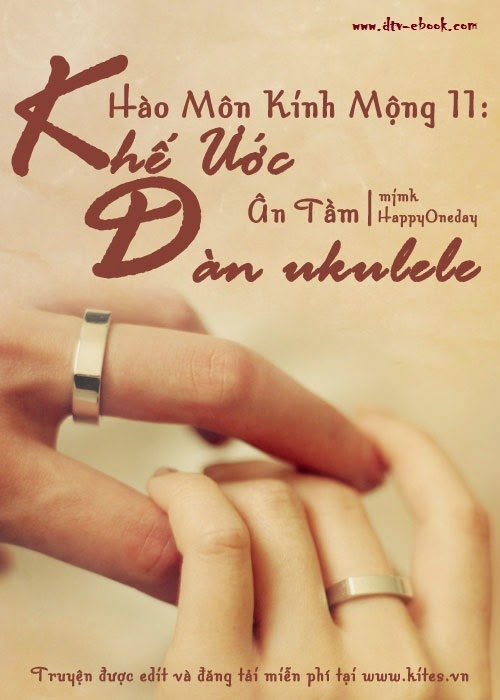 www.dtv-ebook.com
Hào Môn Kính Mộng II:
Khế Ước
Ân Tầm | mjmk
HappyOneday
Đàn ukulele
Truyện được edit và đăng tải miễn phí tại www.kites.vn